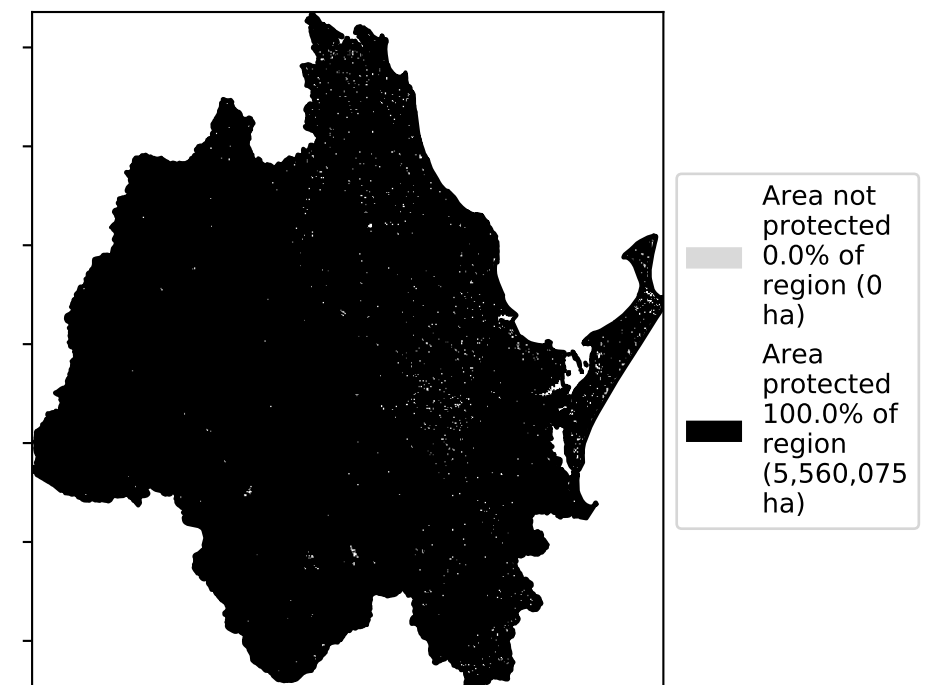 Area not
protected
0.0% of
region (0
ha)
Area
protected
100.0% of
region
(5,560,075
ha)